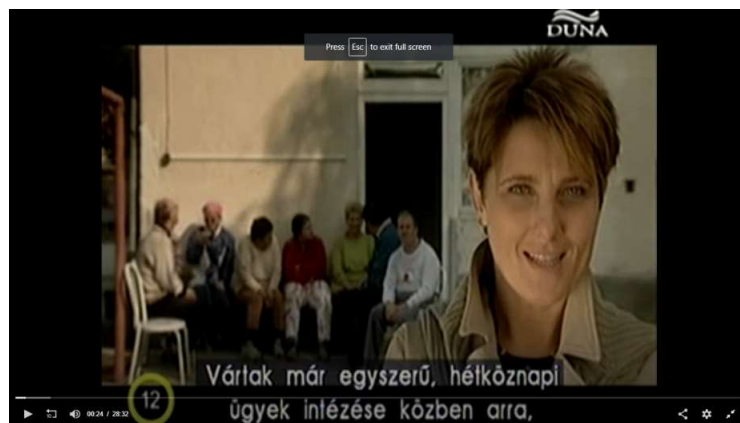 DUNA
Press Esc to exit full screen
Vártak már egyszerű, hétköznapi
12
ügyek intézése közben arra,
00:24 / 28:32